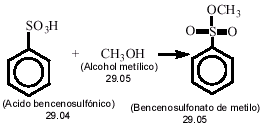 SO₃H
+
CH₃OH
(Alcohol metílico)
29.05
(Acido bencenosulfónico)
29.04
OCH₃
O=S=O
(Bencenosulfonato de metilo)
29.05